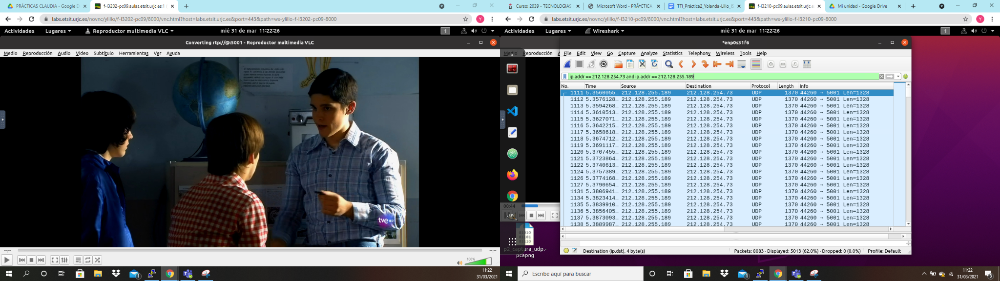 PRÁCTICAS CLAUDIA - Google D
f-l3202-pc09.aulas.etsit.urjc.es:1
labs.etsit.urjc.es/novnc/ylillo/f-l3202-pc09/8000/vnc.html?host=labs.etsit.urjc.es&port=443&path=ws-ylillo-f-l3202-pc09-8000
Y
Actividades Lugares Reproductor multimedia VLC mié 31 de mar 11:22:26 1
Converting rtp://@:5001 - Reproductor multimedia VLC
Medio Reproducción Audio Vídeo Subtítulo Herramientas Ver Ayuda
tve HD
--:-- --:--
100%
11:22
31/03/2021
Curso: 2039 - TECNOLOGIAS
Microsoft Word - PRÃ†CTICA
TTI_Práctica2_Yolanda-Lillo_IS
f-l3210-pc09.aulas.etsit.urjc.e
Mi unidad - Google Drive
labs.etsit.urjc.es/novnc/ylillo/f-l3210-pc09/8000/vnc.html?host=labs.etsit.urjc.es&port=443&path=ws-ylillo-f-l3210-pc09-8000
Y
Actividades Lugares Wireshark mié 31 de mar 11:22:26 1
Medio Reproducción Audio
*enp0s31f6
File Edit View Go Capture Analyze Statistics Telephony Wireless Tools Help
ip.addr == 212.128.254.73 and ip.addr == 212.128.255.189
No. Time Source Destination Protocol Length Info
1111 5.3560055… 212.128.255.189 212.128.254.73 UDP 1370 44260 → 5001 Len=1328
1112 5.3576128… 212.128.255.189 212.128.254.73 UDP 1370 44260 → 5001 Len=1328
1113 5.3594268… 212.128.255.189 212.128.254.73 UDP 1370 44260 → 5001 Len=1328
1114 5.3610513… 212.128.255.189 212.128.254.73 UDP 1370 44260 → 5001 Len=1328
1115 5.3627071… 212.128.255.189 212.128.254.73 UDP 1370 44260 → 5001 Len=1328
1116 5.3642215… 212.128.255.189 212.128.254.73 UDP 1370 44260 → 5001 Len=1328
1117 5.3658618… 212.128.255.189 212.128.254.73 UDP 1370 44260 → 5001 Len=1328
1118 5.3674712… 212.128.255.189 212.128.254.73 UDP 1370 44260 → 5001 Len=1328
1119 5.3691117… 212.128.255.189 212.128.254.73 UDP 1370 44260 → 5001 Len=1328
1120 5.3707455… 212.128.255.189 212.128.254.73 UDP 1370 44260 → 5001 Len=1328
1121 5.3723864… 212.128.255.189 212.128.254.73 UDP 1370 44260 → 5001 Len=1328
1122 5.3740613… 212.128.255.189 212.128.254.73 UDP 1370 44260 → 5001 Len=1328
1124 5.3757389… 212.128.255.189 212.128.254.73 UDP 1370 44260 → 5001 Len=1328
1126 5.3774168… 212.128.255.189 212.128.254.73 UDP 1370 44260 → 5001 Len=1328
1127 5.3790654… 212.128.255.189 212.128.254.73 UDP 1370 44260 → 5001 Len=1328
1131 5.3806941… 212.128.255.189 212.128.254.73 UDP 1370 44260 → 5001 Len=1328
1134 5.3823414… 212.128.255.189 212.128.254.73 UDP 1370 44260 → 5001 Len=1328
1135 5.3839910… 212.128.255.189 212.128.254.73 UDP 1370 44260 → 5001 Len=1328
1136 5.3856405… 212.128.255.189 212.128.254.73 UDP 1370 44260 → 5001 Len=1328
1137 5.3873093… 212.128.255.189 212.128.254.73 UDP 1370 44260 → 5001 Len=1328
1138 5.3889987… 212.128.255.189 212.128.254.73 UDP 1370 44260 → 5001 Len=1328
00:44
01010
01101
01110
p2_captura_udp.-
pcapng
Destination (ip.dst), 4 byte(s) Packets: 8083 · Displayed: 5013 (62.0%) · Dropped: 0 (0.0%) Profile: Default
Escribe aquí para buscar
11:22
31/03/2021